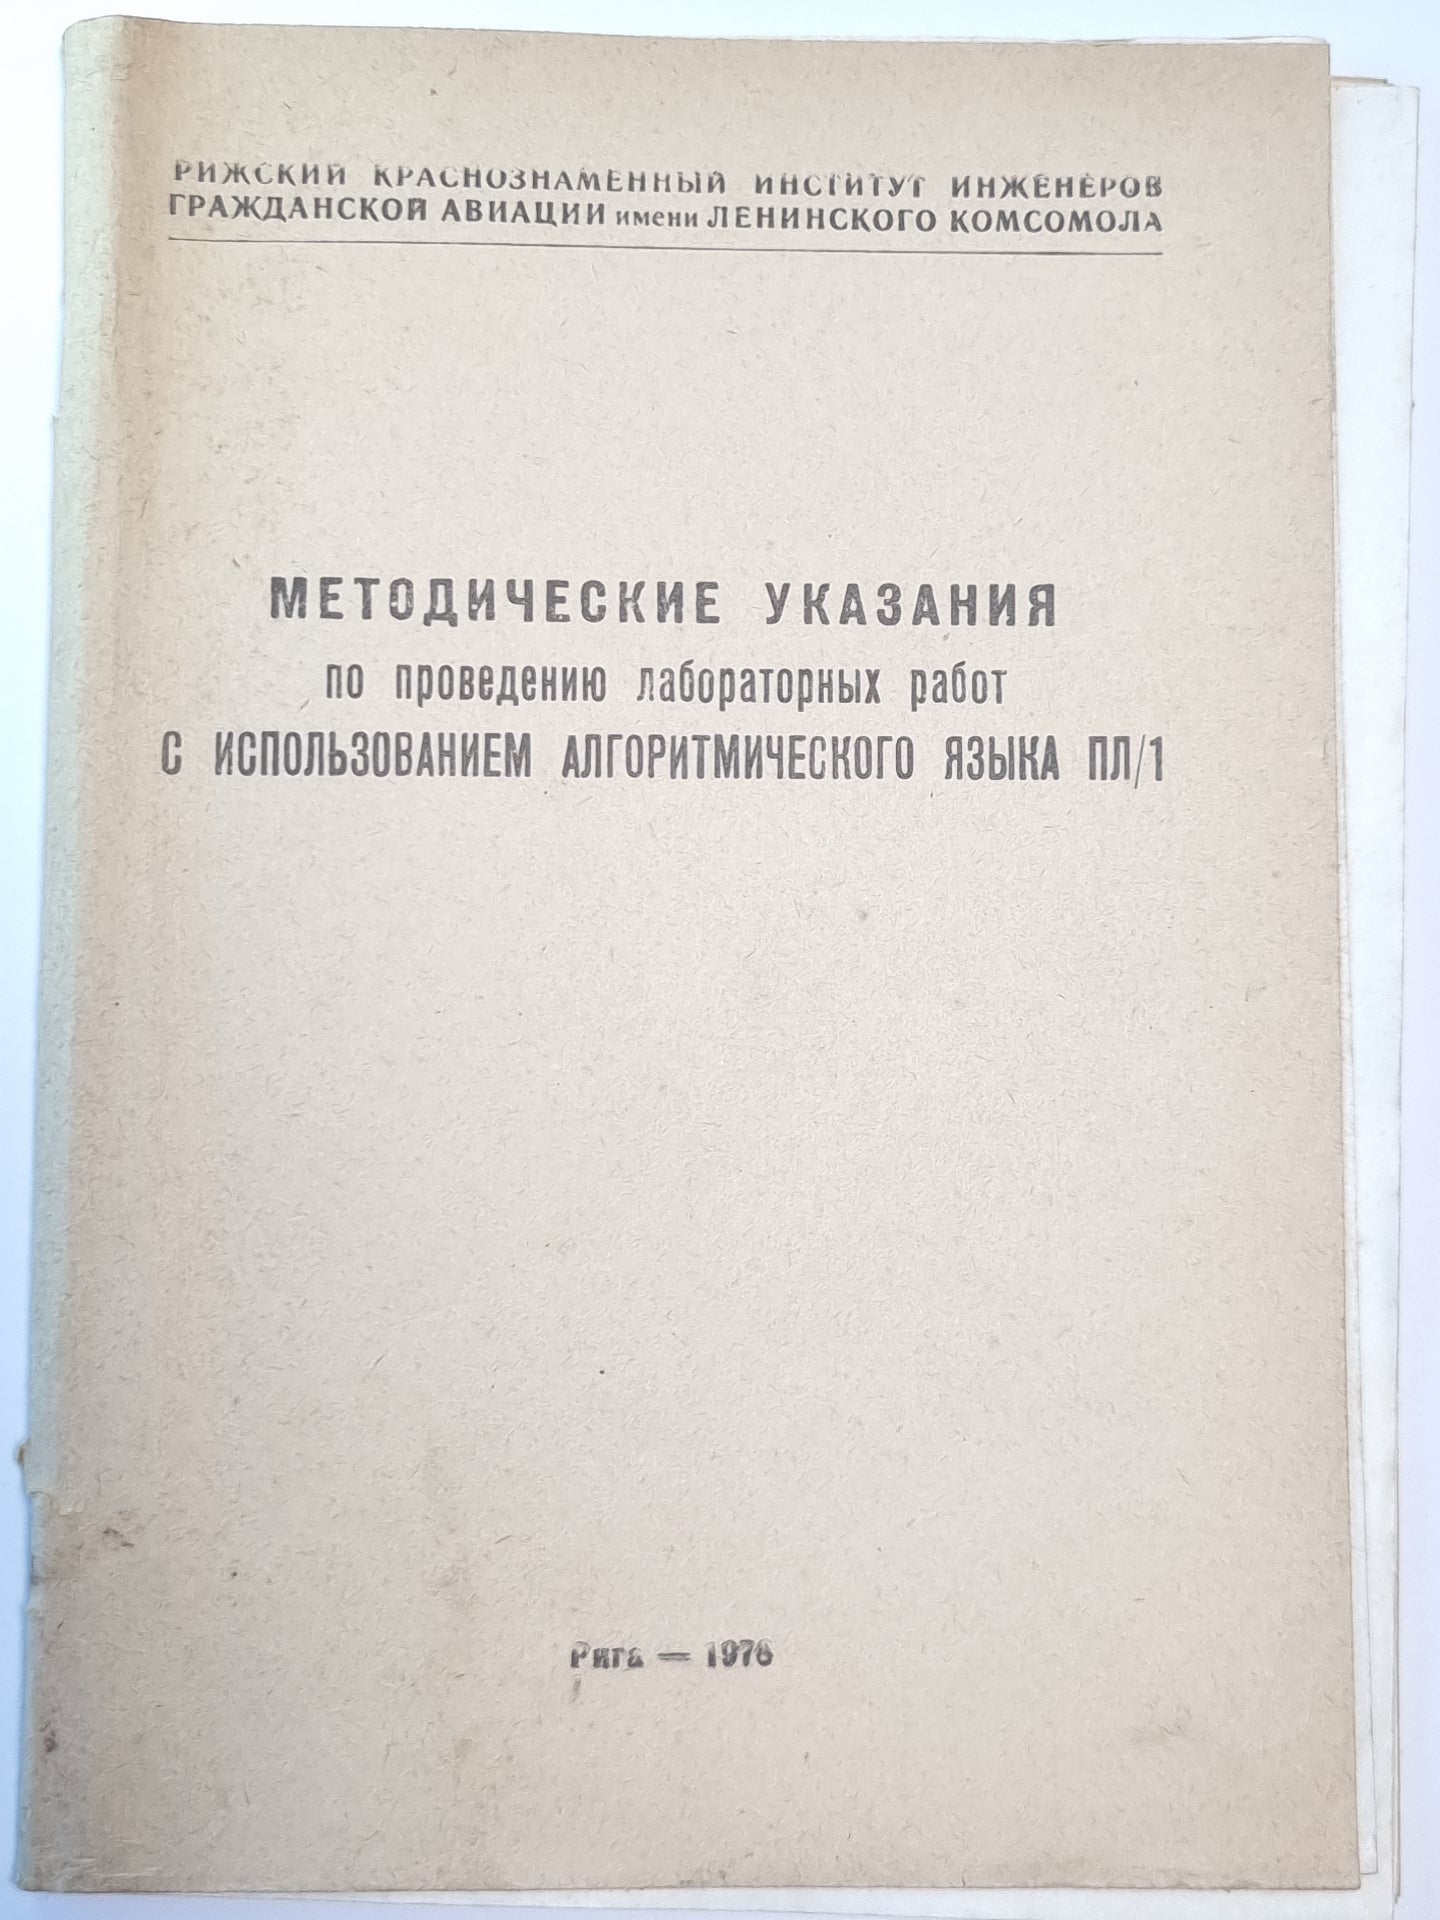 РИЖСКИЙ КРАСНОЗНАМЕННЫЙ ИНСТИТУТ ИНЖЕНЕРОВ
ГРАЖДАНСКОЙ АВИАЦИИ имени ЛЕНИНСКОГО КОМСОМОЛА
МЕТОДИЧЕСКИЕ УКАЗАНИЯ
по проведению лабораторных работ
С ИСПОЛЬЗОВАНИЕМ АЛГОРИТМИЧЕСКОГО ЯЗЫКА ПЛ/1
Рига — 1976